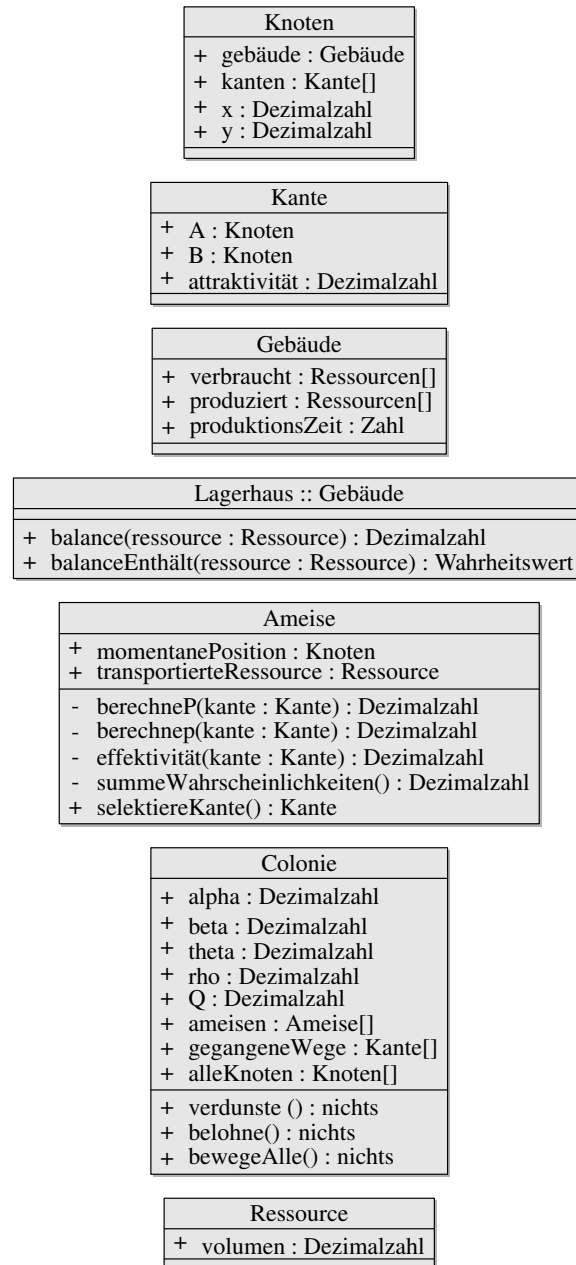 Knoten
+ gebäude : Gebäude
+ kanten : Kante[]
+ x : Dezimalzahl
+ y : Dezimalzahl
Kante
+ A : Knoten
+ B : Knoten
+ attraktivität : Dezimalzahl
Gebäude
+ verbraucht : Ressourcen[]
+ produziert : Ressourcen[]
+ produktionsZeit : Zahl
Lagerhaus :: Gebäude
+ balance(ressource : Ressource) : Dezimalzahl
+ balanceEnthält(ressource : Ressource) : Wahrheitswert
Ameise
+ momentanePosition : Knoten
+ transportierteRessource : Ressource
- berechneP(kante : Kante) : Dezimalzahl
- berechnep(kante : Kante) : Dezimalzahl
- effektivität(kante : Kante) : Dezimalzahl
- summeWahrscheinlichkeiten() : Dezimalzahl
+ selektiereKante() : Kante
Colonie
+ alpha : Dezimalzahl
+ beta : Dezimalzahl
+ theta : Dezimalzahl
+ rho : Dezimalzahl
+ Q : Dezimalzahl
+ ameisen : Ameise[]
+ gegangeneWege : Kante[]
+ alleKnoten : Knoten[]
+ verdunste () : nichts
+ belohne() : nichts
+ bewegeAlle() : nichts
Ressource
+ volumen : Dezimalzahl